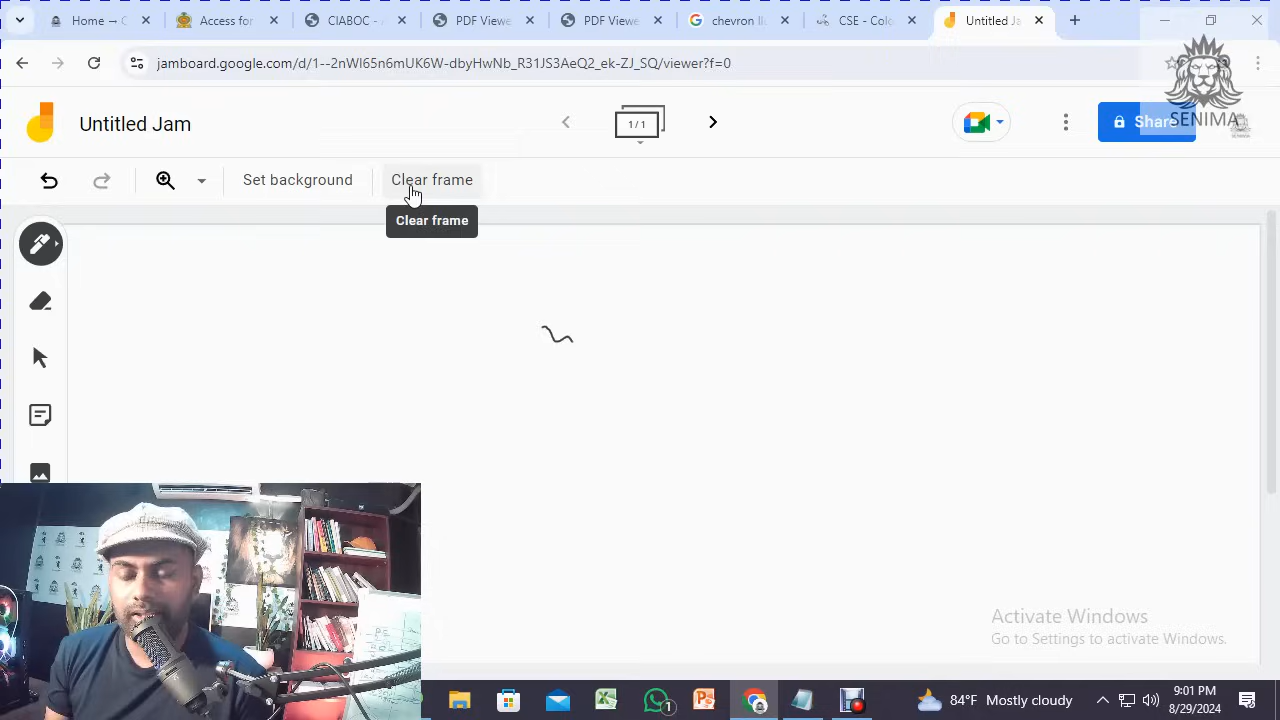 Home → C
Access for
CIABOC - A
PDF Viewe
PDF Viewe
chevron llu
CSE - Colo
Untitled Ja
jamboard.google.com/d/1--2nWl65n6mUK6W-dbyHwNb_R31JS3AeQ2_ek-ZJ_SQ/viewer?f=0
Untitled Jam
1 / 1
Share
SENIMA
Set background
Clear frame
Clear frame
Activate Windows
Go to Settings to activate Windows.
1
84°F Mostly cloudy
9:01 PM
8/29/2024